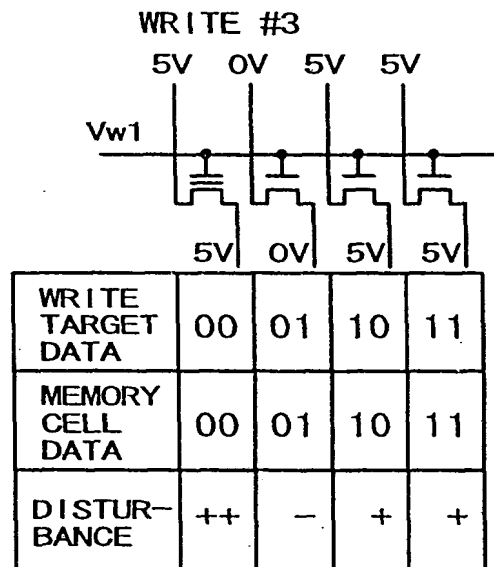 WRITE #3
5V 0V 5V 5V
Vw1
5V 0V 5V 5V
WRITE
TARGET
DATA
00 01 10 11
MEMORY
CELL
DATA
00 01 10 11
DISTUR-
BANCE
++ - + +